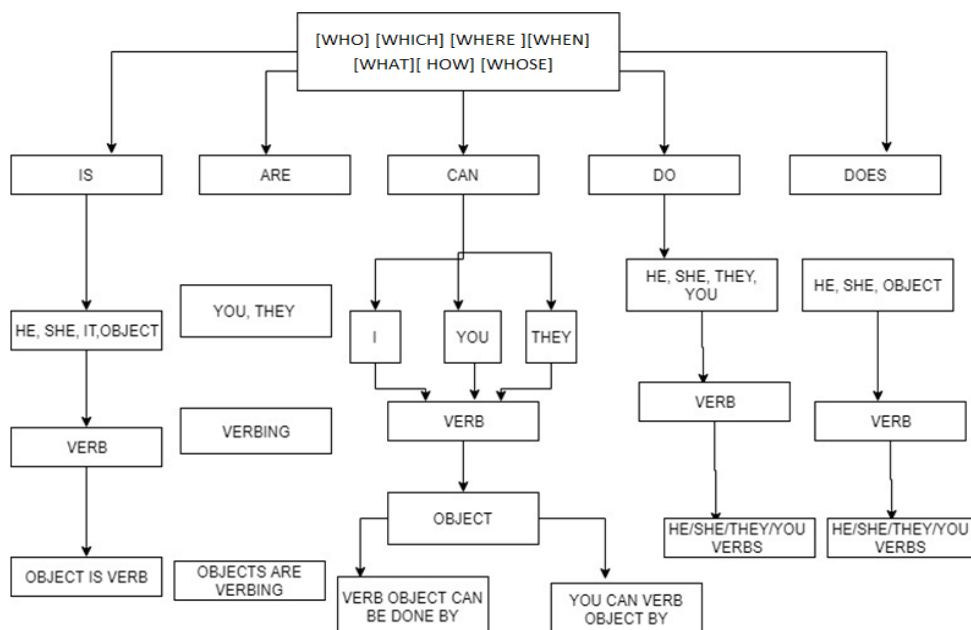 [WHO] [WHICH] [WHERE ][WHEN]
[WHAT][ HOW] [WHOSE]
IS
ARE
CAN
DO
DOES
HE, SHE, IT,OBJECT
YOU, THEY
I
YOU
THEY
HE, SHE, THEY,
YOU
HE, SHE, OBJECT
VERB
VERBING
VERB
VERB
VERB
OBJECT
OBJECT IS VERB
OBJECTS ARE
VERBING
VERB OBJECT CAN
BE DONE BY
YOU CAN VERB
OBJECT BY
HE/SHE/THEY/YOU
VERBS
HE/SHE/THEY/YOU
VERBS